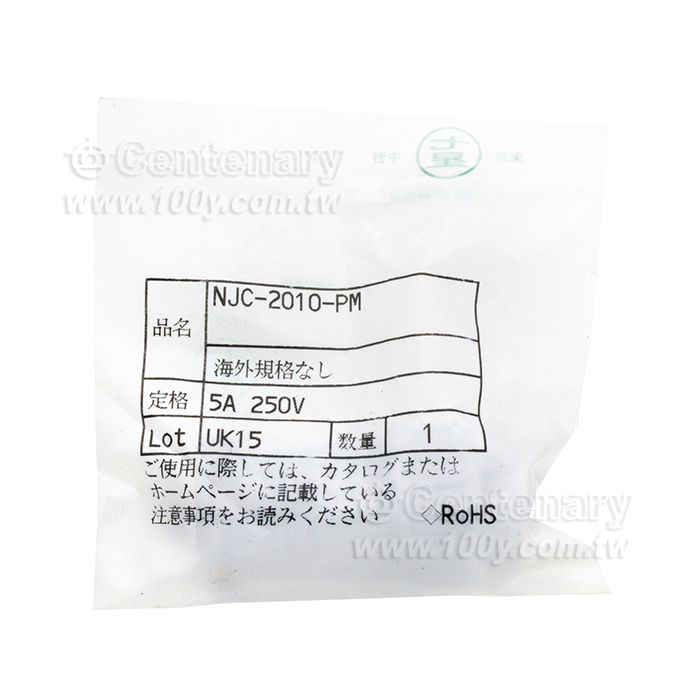 Centenary
www.100y.com.tw
品名 NJC-2010-PM
海外規格なし
定格 5A 250V
Lot UK15 数量 1
ご使用に際しては、カタログまたは
ホームページに記載している
注意事項をお読みください ◇RoHS
Centenary
www.100y.com.tw